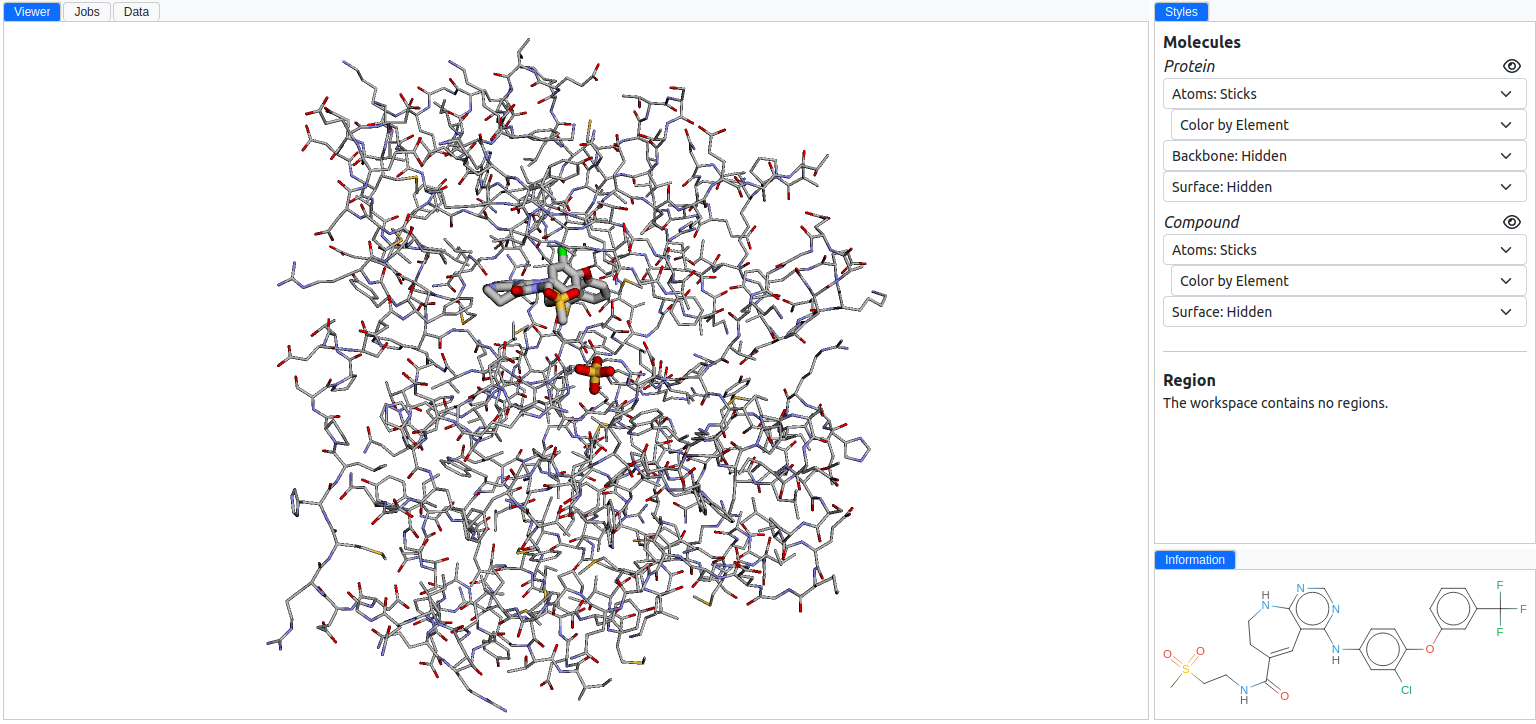 Viewer
Jobs
Data
Styles
Molecules
Protein
Atoms: Sticks
Color by Element
Backbone: Hidden
Surface: Hidden
Compound
Atoms: Sticks
Color by Element
Surface: Hidden
Region
The workspace contains no regions.
Information
N
F
H
N
N
F
F
O
O
N
H
O
S
Cl
N
H
O